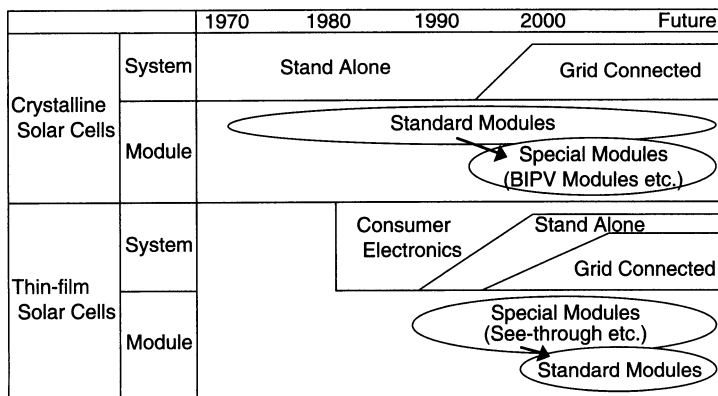 1970 1980 1990 2000 Future
Crystalline
Solar Cells
System
Stand Alone
Grid Connected
Module
Standard Modules
Special Modules
(BIPV Modules etc.)
Thin-film
Solar Cells
System
Consumer
Electronics
Stand Alone
Grid Connected
Module
Special Modules
(See-through etc.)
Standard Modules